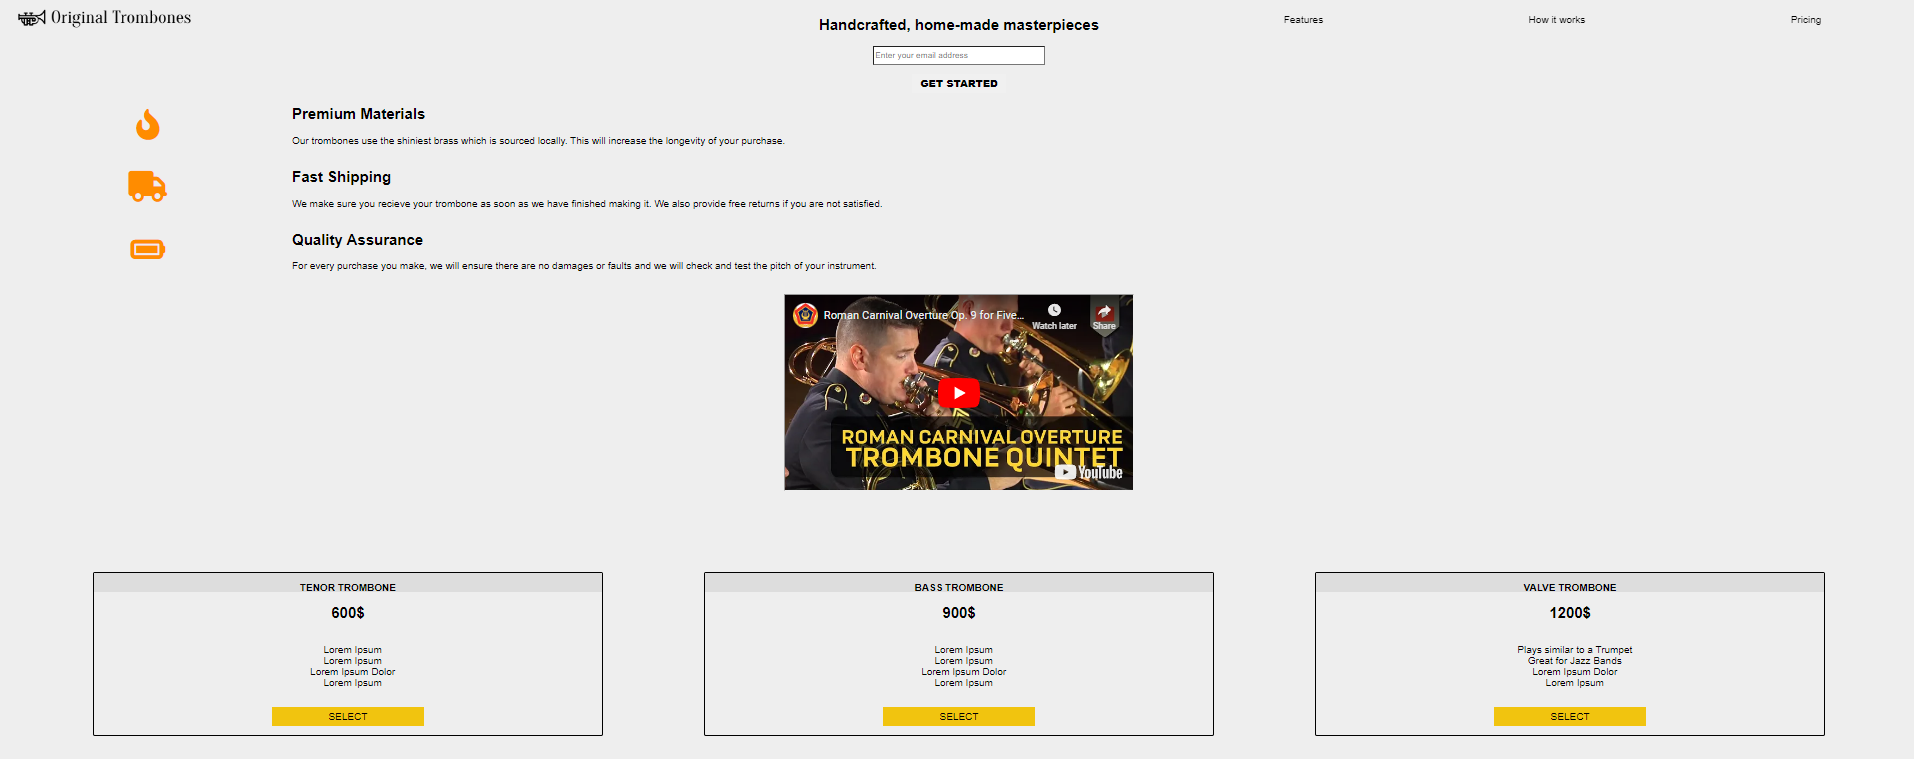 Original Trombones
Features
How it works
Pricing
Handcrafted, home-made masterpieces
Enter your email address
GET STARTED
Premium Materials
Our trombones use the shiniest brass which is sourced locally. This will increase the longevity of your purchase.
Fast Shipping
We make sure you recieve your trombone as soon as we have finished making it. We also provide free returns if you are not satisfied.
Quality Assurance
For every purchase you make, we will ensure there are no damages or faults and we will check and test the pitch of your instrument.
Roman Carnival Overture Op. 9 for Five...
Watch later
Share
ROMAN CARNIVAL OVERTURE
TROMBONE QUINTET
YouTube
TENOR TROMBONE
600$
Lorem Ipsum
Lorem Ipsum
Lorem Ipsum Dolor
Lorem Ipsum
SELECT
BASS TROMBONE
900$
Lorem Ipsum
Lorem Ipsum
Lorem Ipsum Dolor
Lorem Ipsum
SELECT
VALVE TROMBONE
1200$
Plays similar to a Trumpet
Great for Jazz Bands
Lorem Ipsum Dolor
Lorem Ipsum
SELECT